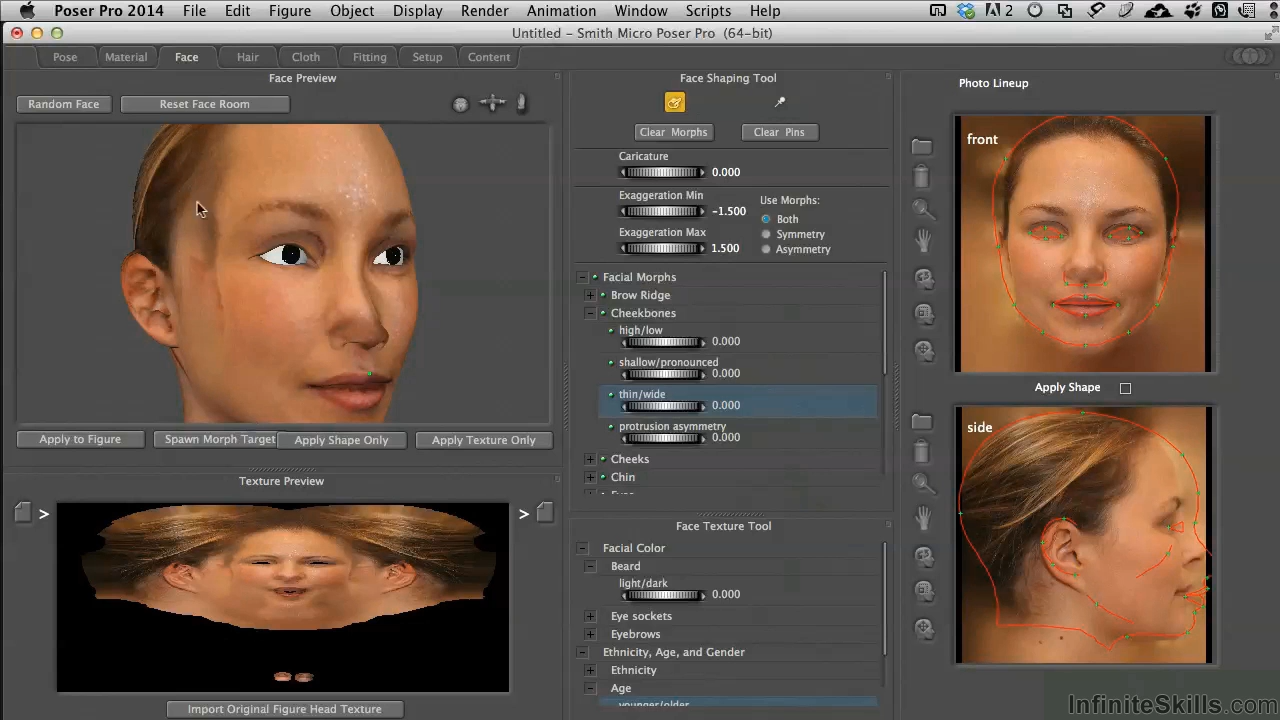 Poser Pro 2014 File Edit Figure Object Display Render Animation Window Scripts Help 2
Untitled - Smith Micro Poser Pro (64-bit)
Pose Material Face Hair Cloth Fitting Setup Content
Face Preview
Random Face Reset Face Room
Apply to Figure Spawn Morph Target Apply Shape Only Apply Texture Only
Texture Preview
> >
Import Original Figure Head Texture
Face Shaping Tool
Clear Morphs Clear Pins
Caricature
0.000
Exaggeration Min
-1.500
Exaggeration Max
1.500
Use Morphs:
Both
Symmetry
Asymmetry
Facial Morphs
Brow Ridge
Cheekbones
high/low
0.000
shallow/pronounced
0.000
thin/wide
0.000
protrusion asymmetry
0.000
Cheeks
Chin
Face Texture Tool
Facial Color
Beard
light/dark
0.000
Eye sockets
Eyebrows
Ethnicity, Age, and Gender
Ethnicity
Age
younger/older
Photo Lineup
front
Apply Shape
side
InfiniteSkills.com